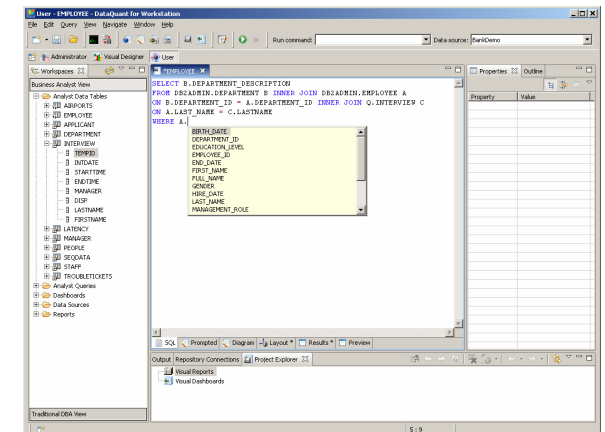 User - EMPLOYEE - DataQuant for Workstation
File Edit Query View Navigate Window Help
Run command:
Data source: BankDemo
Administrator Visual Designer User
Workspaces
Business Analyst View
Analyst Data Tables
AIRPORTS
EMPLOYEE
APPLICANT
DEPARTMENT
INTERVIEW
TEMPID
INTDATE
STARTTIME
ENDTIME
MANAGER
DISP
LASTNAME
FIRSTNAME
LATENCY
MANAGER
PEOPLE
SEQDATA
STAFF
TROUBLETICKETS
Analyst Queries
Dashboards
Data Sources
Reports
Traditional DBA View
*EMPLOYEE
SELECT B.DEPARTMENT_DESCRIPTION
FROM DB2ADMIN.DEPARTMENT B INNER JOIN DB2ADMIN.EMPLOYEE A
ON B.DEPARTMENT_ID = A.DEPARTMENT_ID INNER JOIN Q.INTERVIEW C
ON A.LAST_NAME = C.LASTNAME
WHERE A.
BIRTH_DATE
DEPARTMENT_ID
EDUCATION_LEVEL
EMPLOYEE_ID
END_DATE
FIRST_NAME
FULL_NAME
GENDER
HIRE_DATE
LAST_NAME
MANAGEMENT_ROLE
SQL Prompted Diagram Layout * Results * Preview
Output Repository Connections Project Explorer
Visual Reports
Visual Dashboards
Properties Outline
Property Value
5 : 9